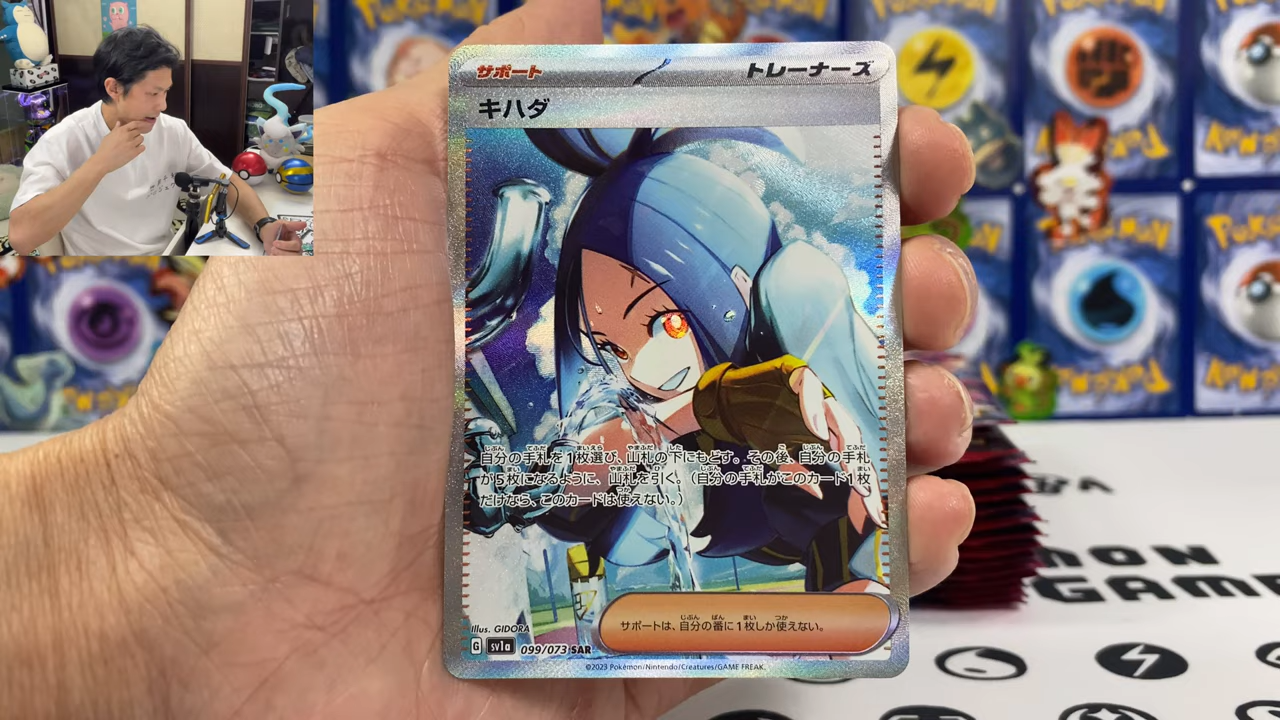 サポート
トレーナーズ
キハダ
自分の手札を1枚選び、山札の下にもどす。その後、自分の手札
が5枚になるように、山札を引く。(自分の手札がこのカード1枚
だけなら、このカードは使えない。)
サポートは、自分の番に1枚しか使えない。
Illus. GIDORA
G sv1a 099/073 SAR
©2023 Pokémon/Nintendo/Creatures/GAME FREAK.
MON
GAME